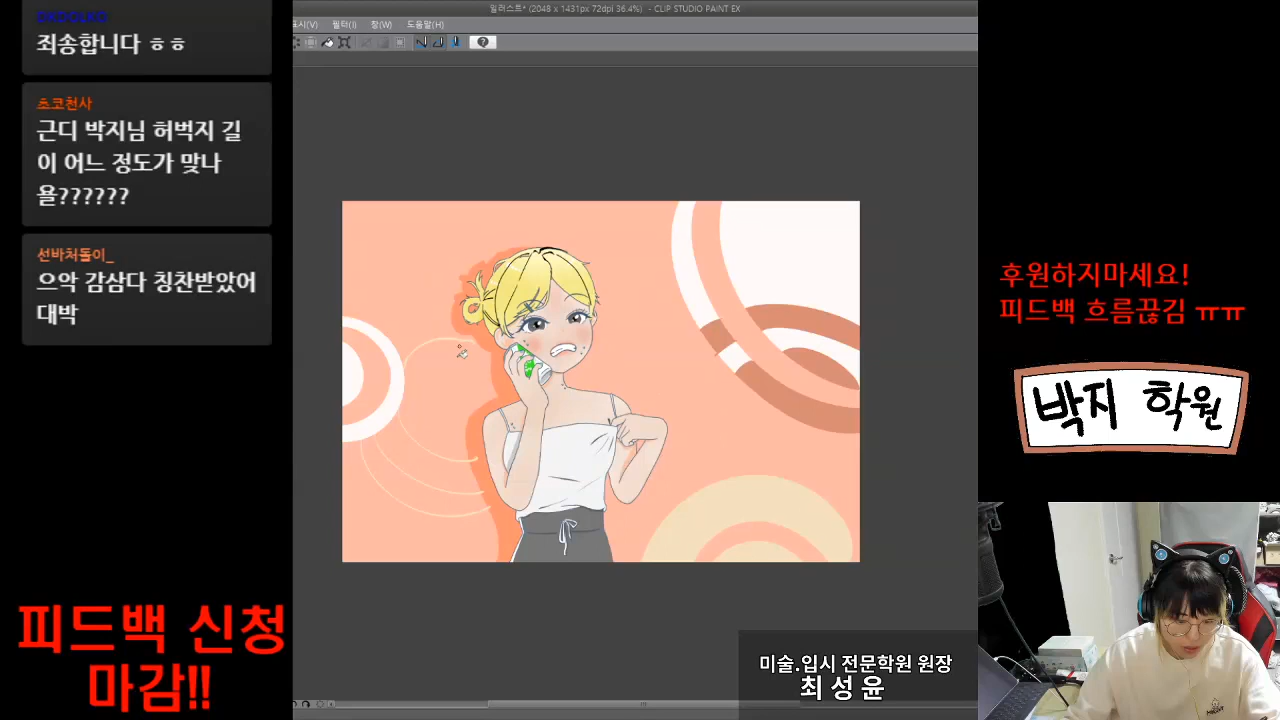 죄송합니다 ㅎㅎ
초코천사
근디 박지님 허벅지 길
이 어느 정도가 맞나
욜??????
선바처돌이_
으악 감삼다 칭찬받았어
대박
피드백 신청
마감!!
일러스트* (2048 x 1431px 72dpi 36.4%) - CLIP STUDIO PAINT EX
표시(V) 필터(I) 창(W) 도움말(H)
미술.입시 전문학원 원장
최성윤
후원하지마세요!
피드백 흐름끊김 ㅠㅠ
박지 학원